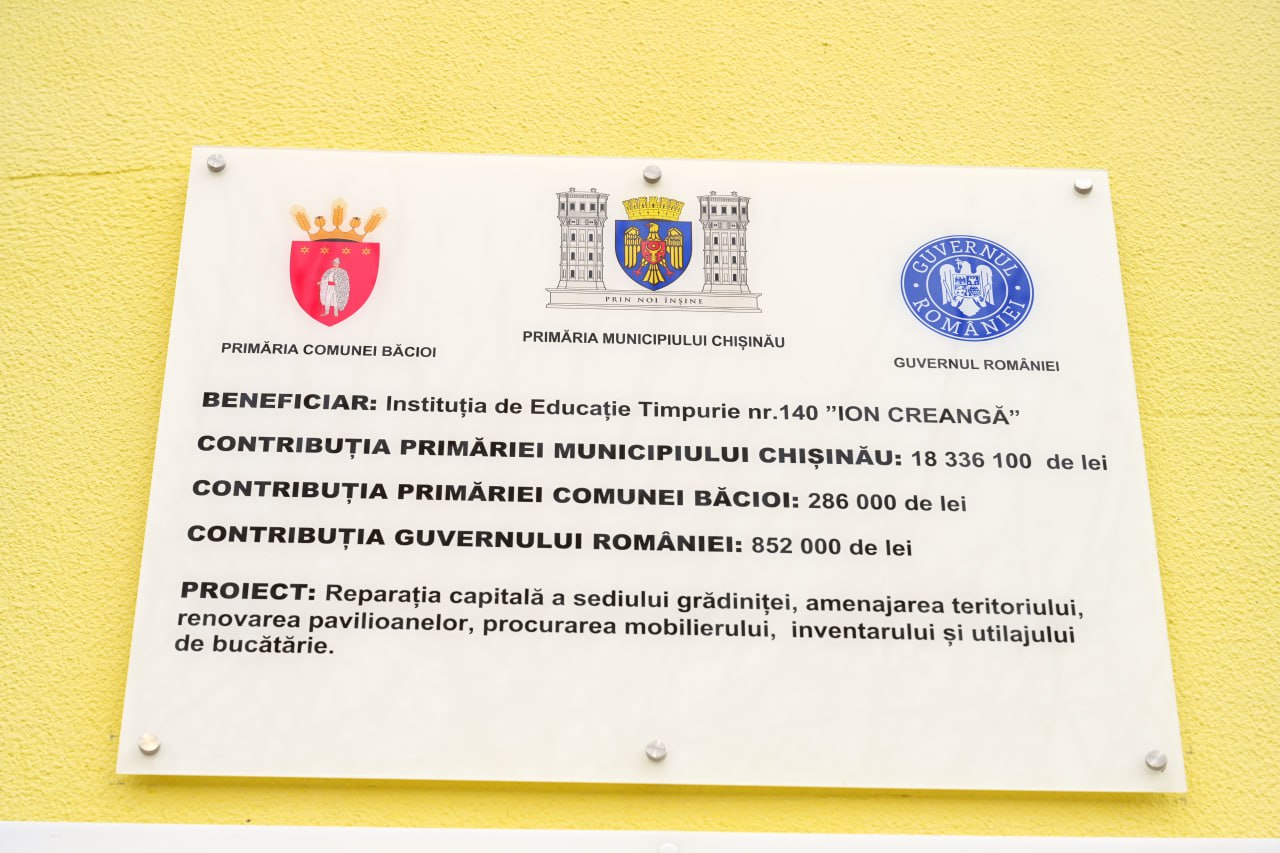 GUVERNUL
ROMÂNIEI
PRIN NOI ÎNȘINE
PRIMĂRIA COMUNEI BĂCIOI
PRIMĂRIA MUNICIPIULUI CHIȘINĂU
GUVERNUL ROMÂNIEI
BENEFICIAR: Instituția de Educație Timpurie nr.140 ”ION CREANGĂ”
CONTRIBUȚIA PRIMĂRIEI MUNICIPIULUI CHIȘINĂU: 18 336 100 de lei
CONTRIBUȚIA PRIMĂRIEI COMUNEI BĂCIOI: 286 000 de lei
CONTRIBUȚIA GUVERNULUI ROMÂNIEI: 852 000 de lei
PROIECT: Reparația capitală a sediului grădiniței, amenajarea teritoriului,
renovarea pavilioanelor, procurarea mobilierului, inventarului și utilajului
de bucătărie.